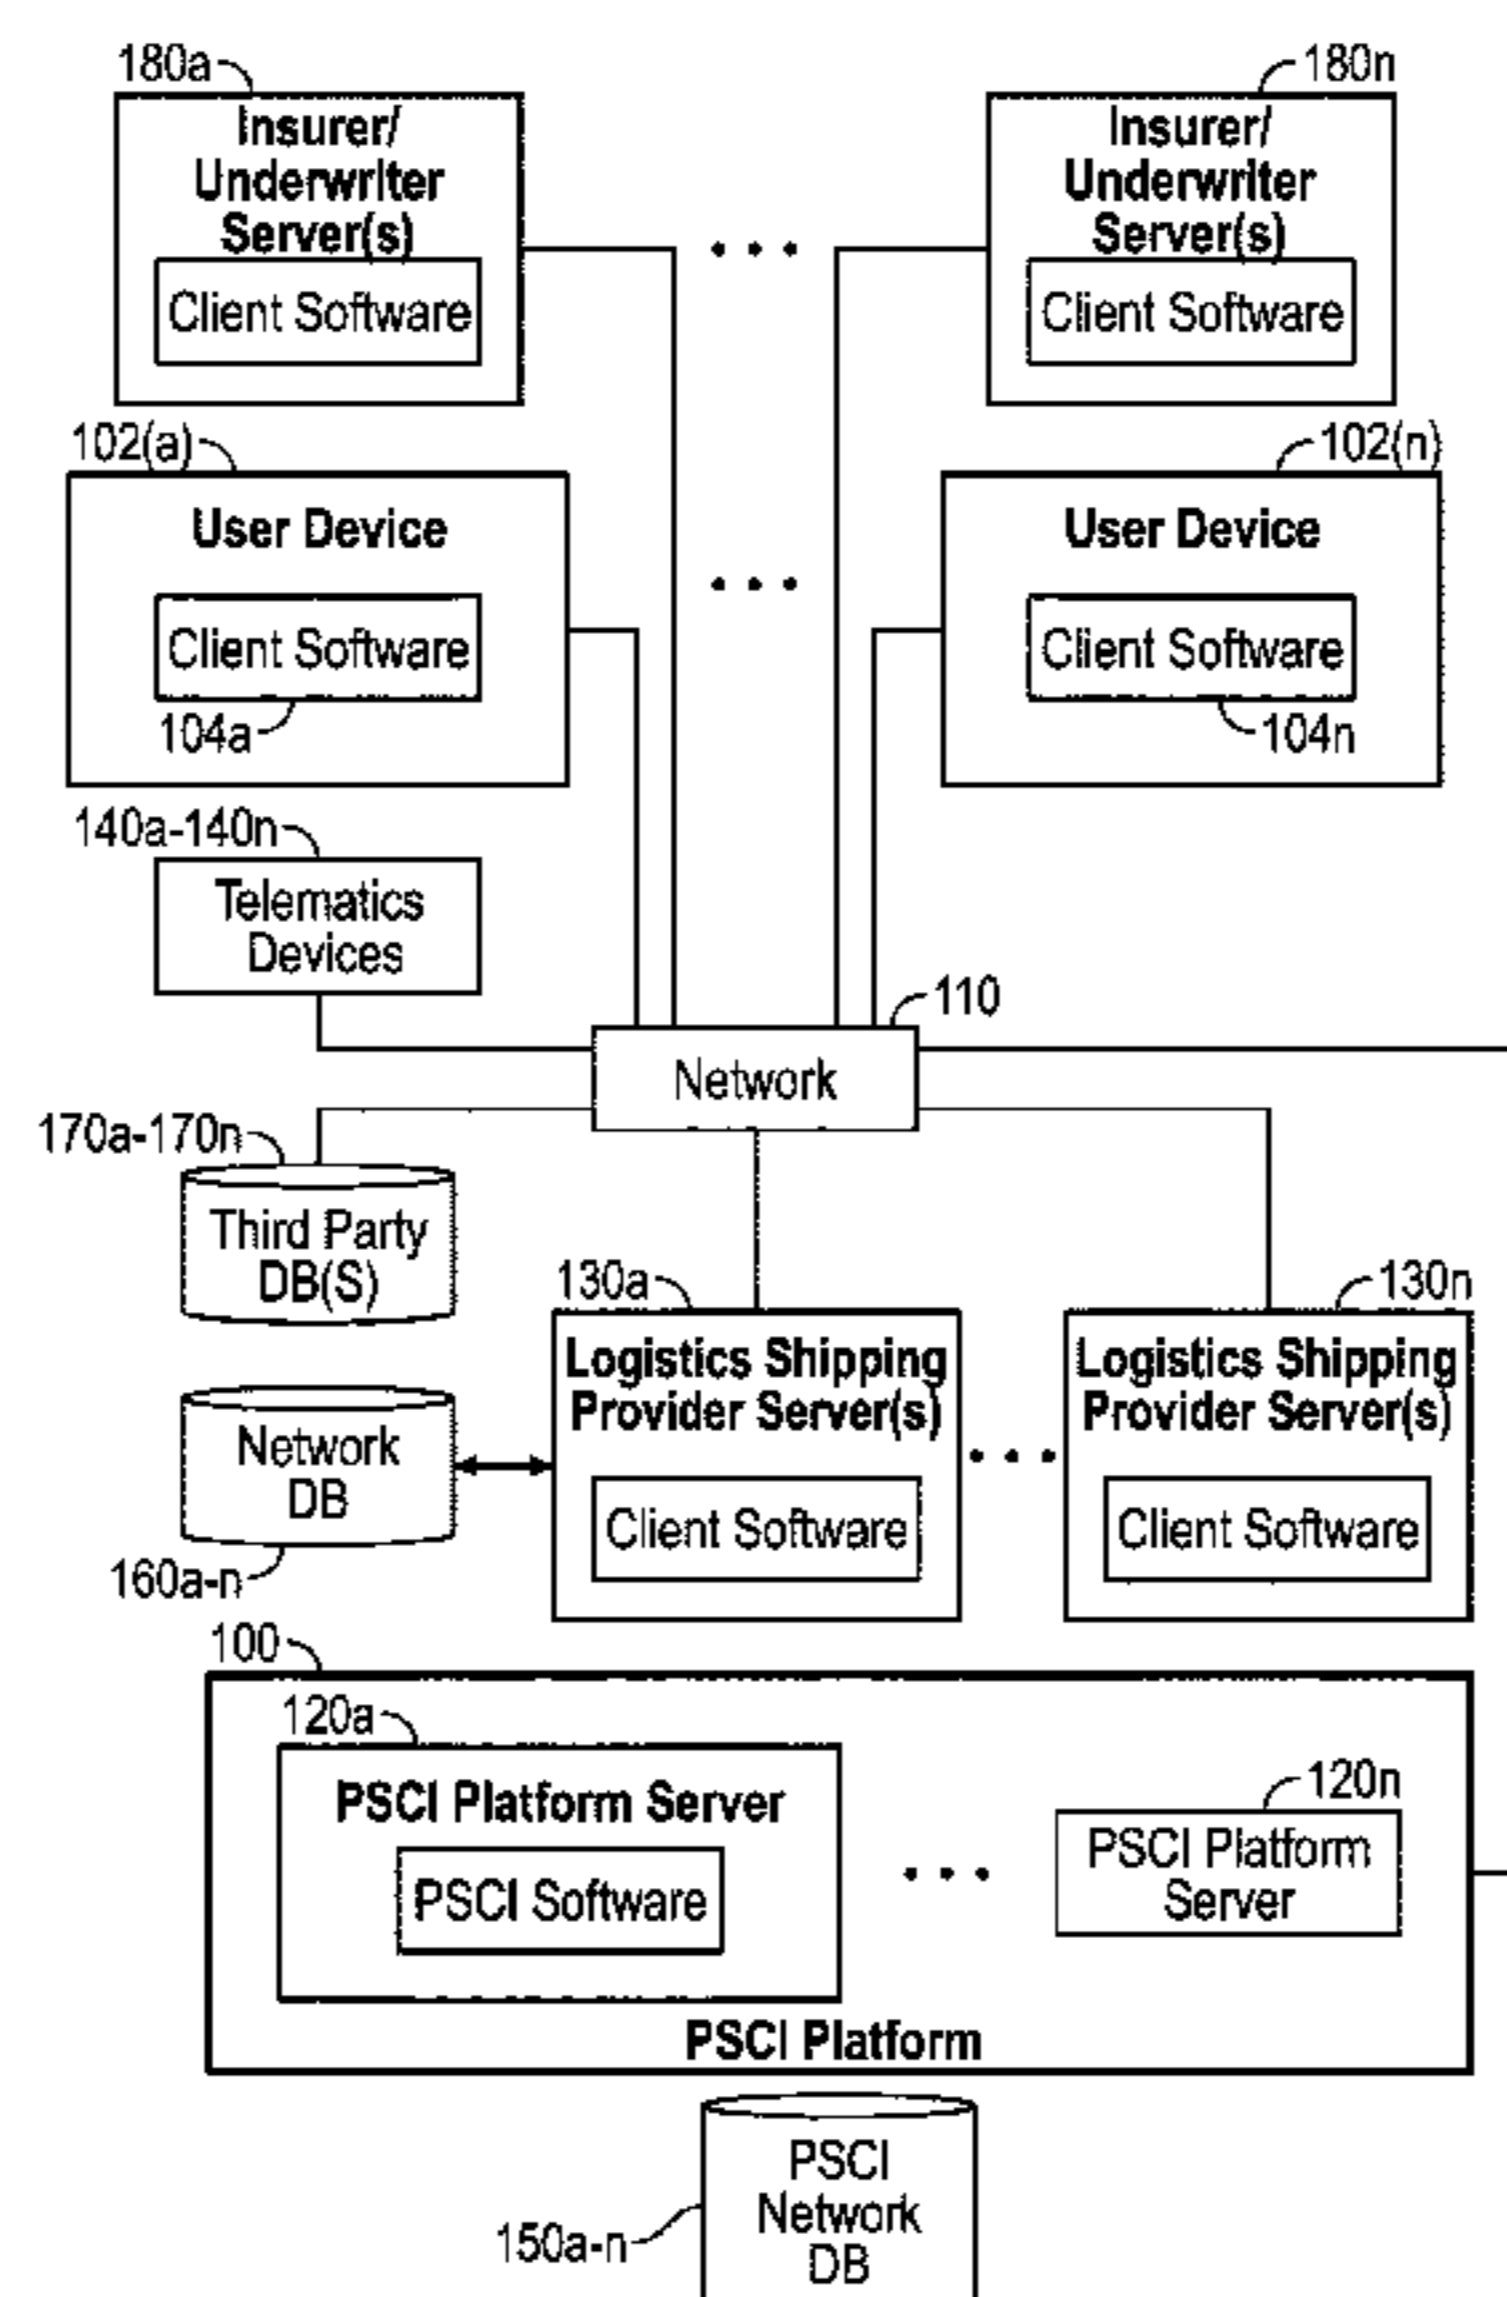 180a
180n
Insurer/
Underwriter
Server(s)
Client Software
Insurer/
Underwriter
Server(s)
Client Software
102(a)
102(n)
User Device
Client Software
104a
User Device
Client Software
104n
140a-140n
Telematics
Devices
110
Network
170a-170n
Third Party
DB(S)
130a
130n
Logistics Shipping
Provider Server(s)
Client Software
Logistics Shipping
Provider Server(s)
Client Software
Network
DB
160a-n
100
120a
PSCI Platform Server
PSCI Software
120n
PSCI Platform
Server
PSCI Platform
PSCI
Network
DB
150a-n